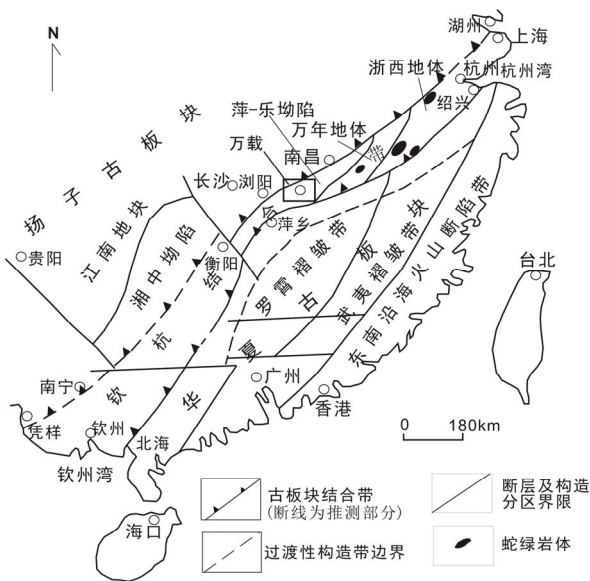 N
湖州
上海
浙西地体
杭州
杭州湾
绍兴
萍-乐坳陷
万年地体
万载
南昌
长沙
浏阳
萍乡
扬子古板块
江南地块
湘中坳陷
贵阳
衡阳
钦杭结合带
罗霄褶皱带
华夏古板块
武夷褶皱带
东南沿海火山断陷带
台北
南宁
凭样
钦州
北海
钦州湾
广州
香港
海口
0 180km
古板块结合带
(断线为推测部分)
断层及构造
分区界限
过渡性构造带边界
蛇绿岩体